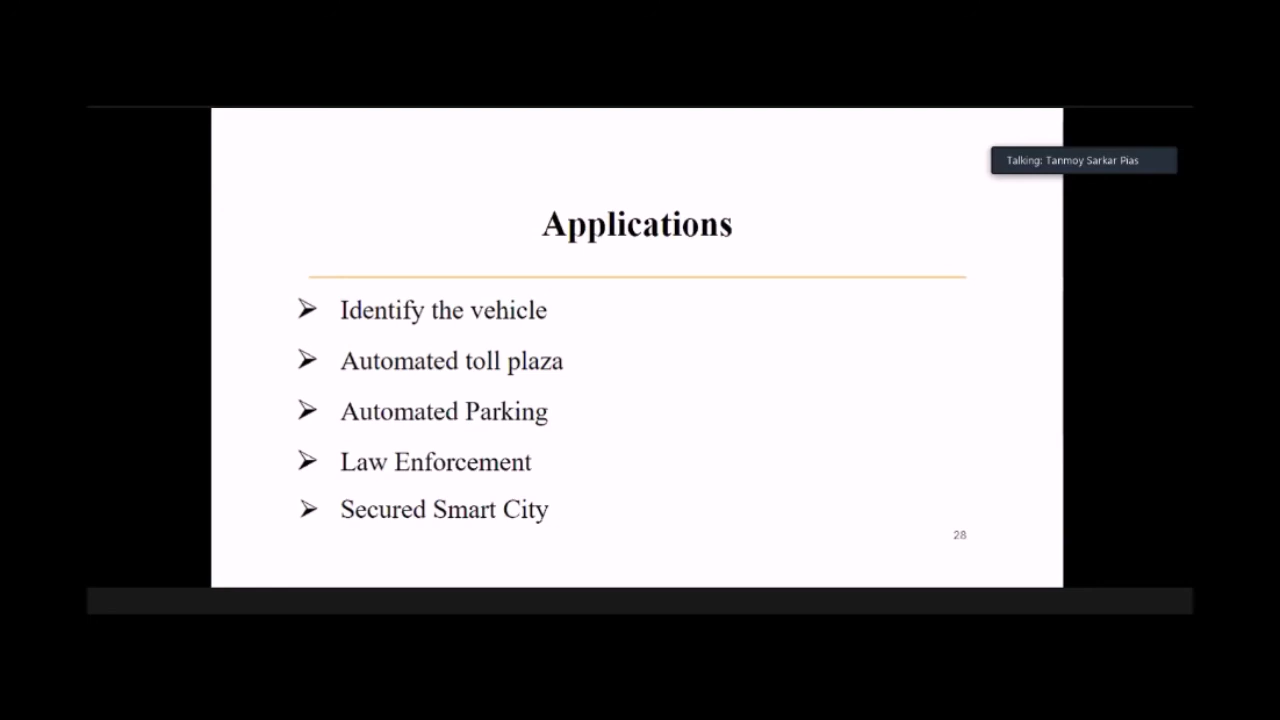 Talking: Tanmoy Sarkar Pias
Applications
Identify the vehicle
Automated toll plaza
Automated Parking
Law Enforcement
Secured Smart City
28